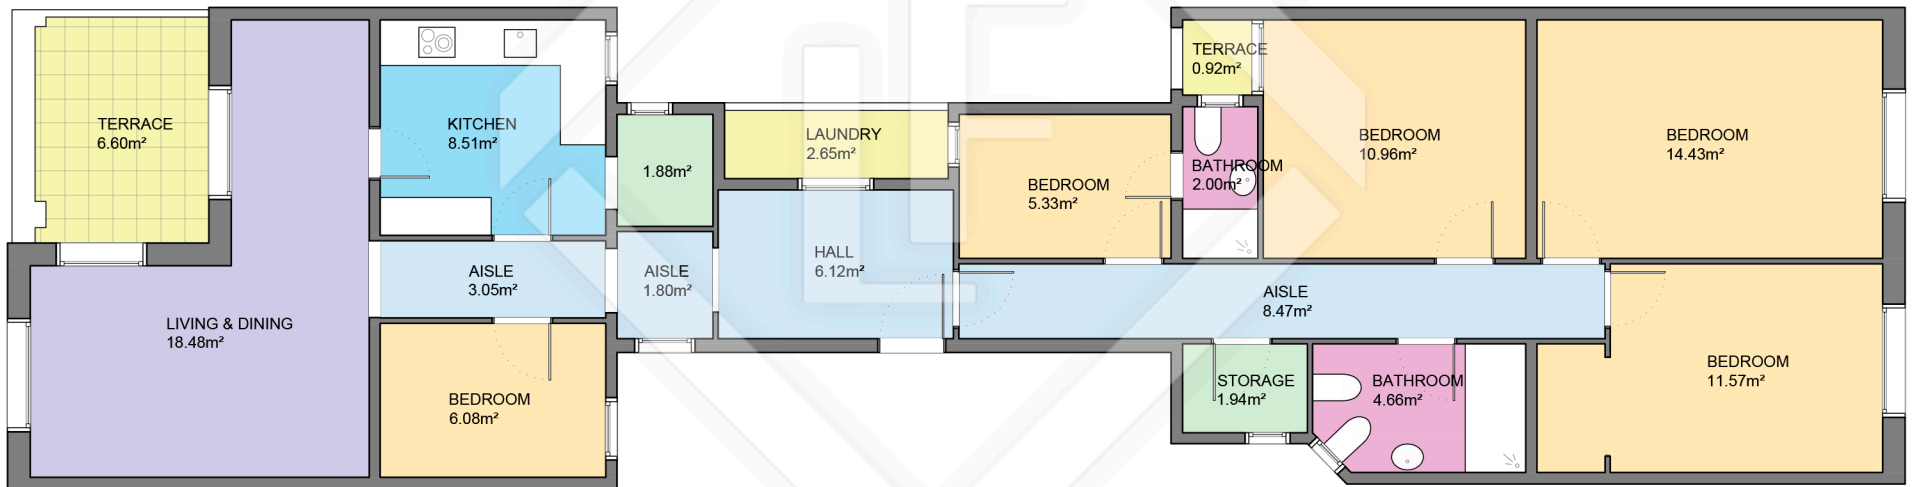 TERRACE
6.60m²
KITCHEN
8.51m²
1.88m²
LAUNDRY
2.65m²
BEDROOM
5.33m²
TERRACE
0.92m²
BATHROOM
2.00m²
BEDROOM
10.96m²
BEDROOM
14.43m²
LIVING & DINING
18.48m²
AISLE
3.05m²
AISLE
1.80m²
HALL
6.12m²
AISLE
8.47m²
BEDROOM
6.08m²
STORAGE
1.94m²
BATHROOM
4.66m²
BEDROOM
11.57m²